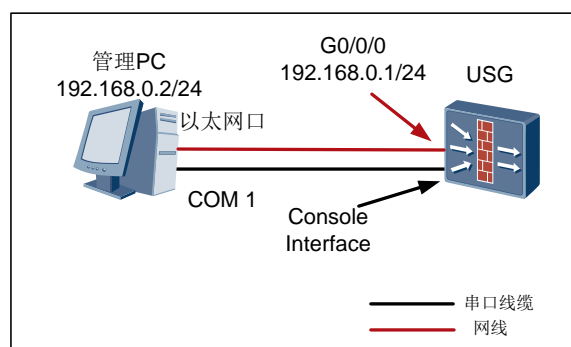 管理PC
192.168.0.2/24
以太网口
COM 1
G0/0/0
192.168.0.1/24
USG
Console
Interface
串口线缆
网线